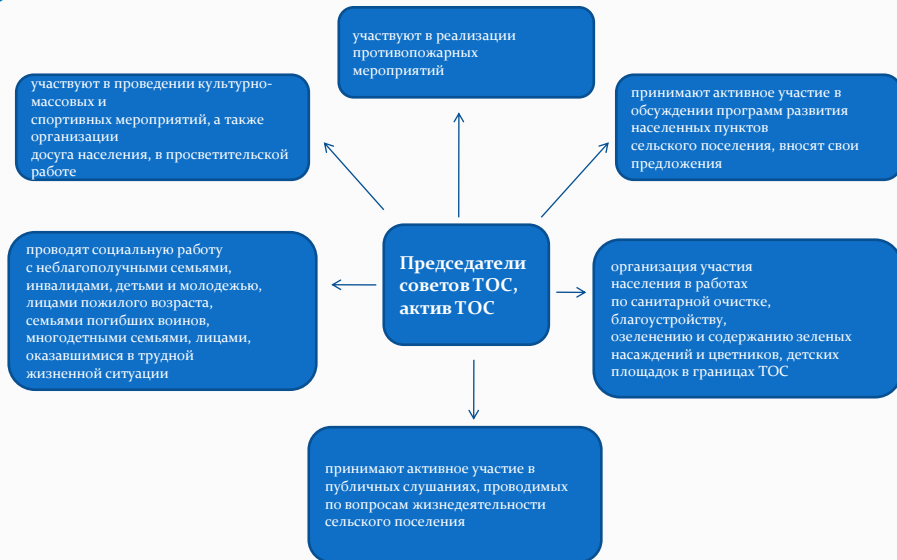 участвуют в реализации
противопожарных
мероприятий
участвуют в проведении культурно-
массовых и
спортивных мероприятий, а также
организации
досуга населения, в просветительской
работе
принимают активное участие в
обсуждении программ развития
населенных пунктов
сельского поселения, вносят свои
предложения
проводят социальную работу
с неблагополучными семьями,
инвалидами, детьми и молодежью,
лицами пожилого возраста,
семьями погибших воинов,
многодетными семьями, лицами,
оказавшимися в трудной
жизненной ситуации
Председатели
советов ТОС,
актив ТОС
организация участия
населения в работах
по санитарной очистке,
благоустройству,
озеленению и содержанию зеленых
насаждений и цветников, детских
площадок в границах ТОС
принимают активное участие в
публичных слушаниях, проводимых
по вопросам жизнедеятельности
сельского поселения